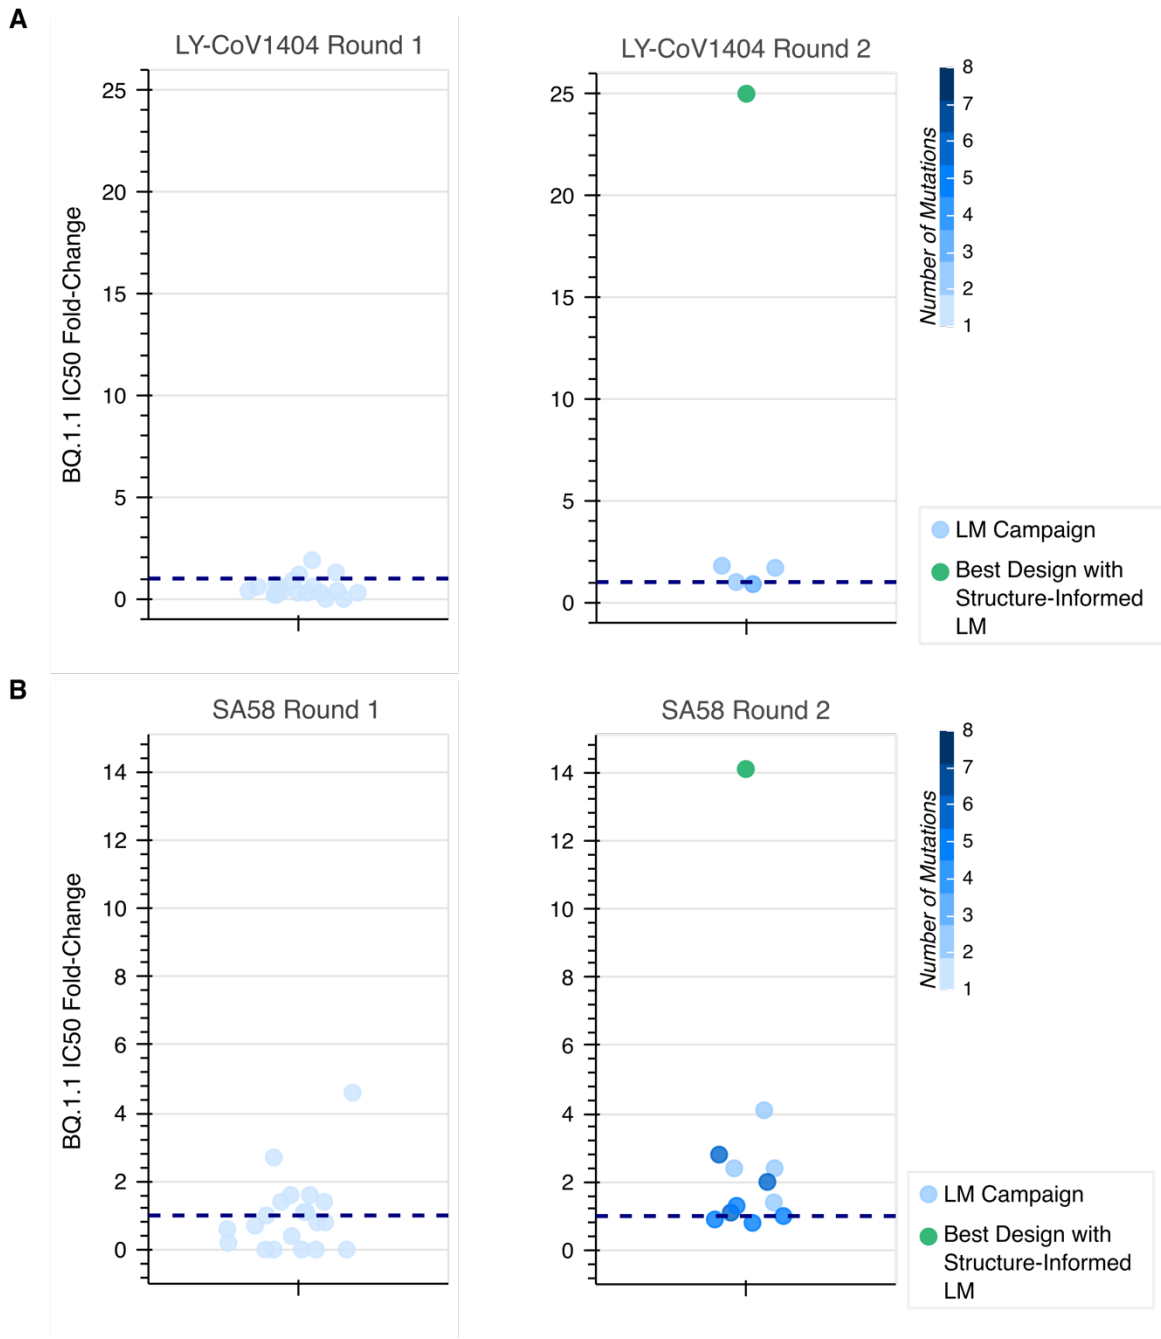 A
LY-CoV1404 Round 1
BQ.1.1 IC50 Fold-Change
25
20
15
10
5
0
LY-CoV1404 Round 2
25
20
15
10
5
0
Number of Mutations
8
7
6
5
4
3
2
1
LM Campaign
Best Design with
Structure-Informed
LM
B
SA58 Round 1
BQ.1.1 IC50 Fold-Change
14
12
10
8
6
4
2
0
SA58 Round 2
14
12
10
8
6
4
2
0
Number of Mutations
8
7
6
5
4
3
2
1
LM Campaign
Best Design with
Structure-Informed
LM